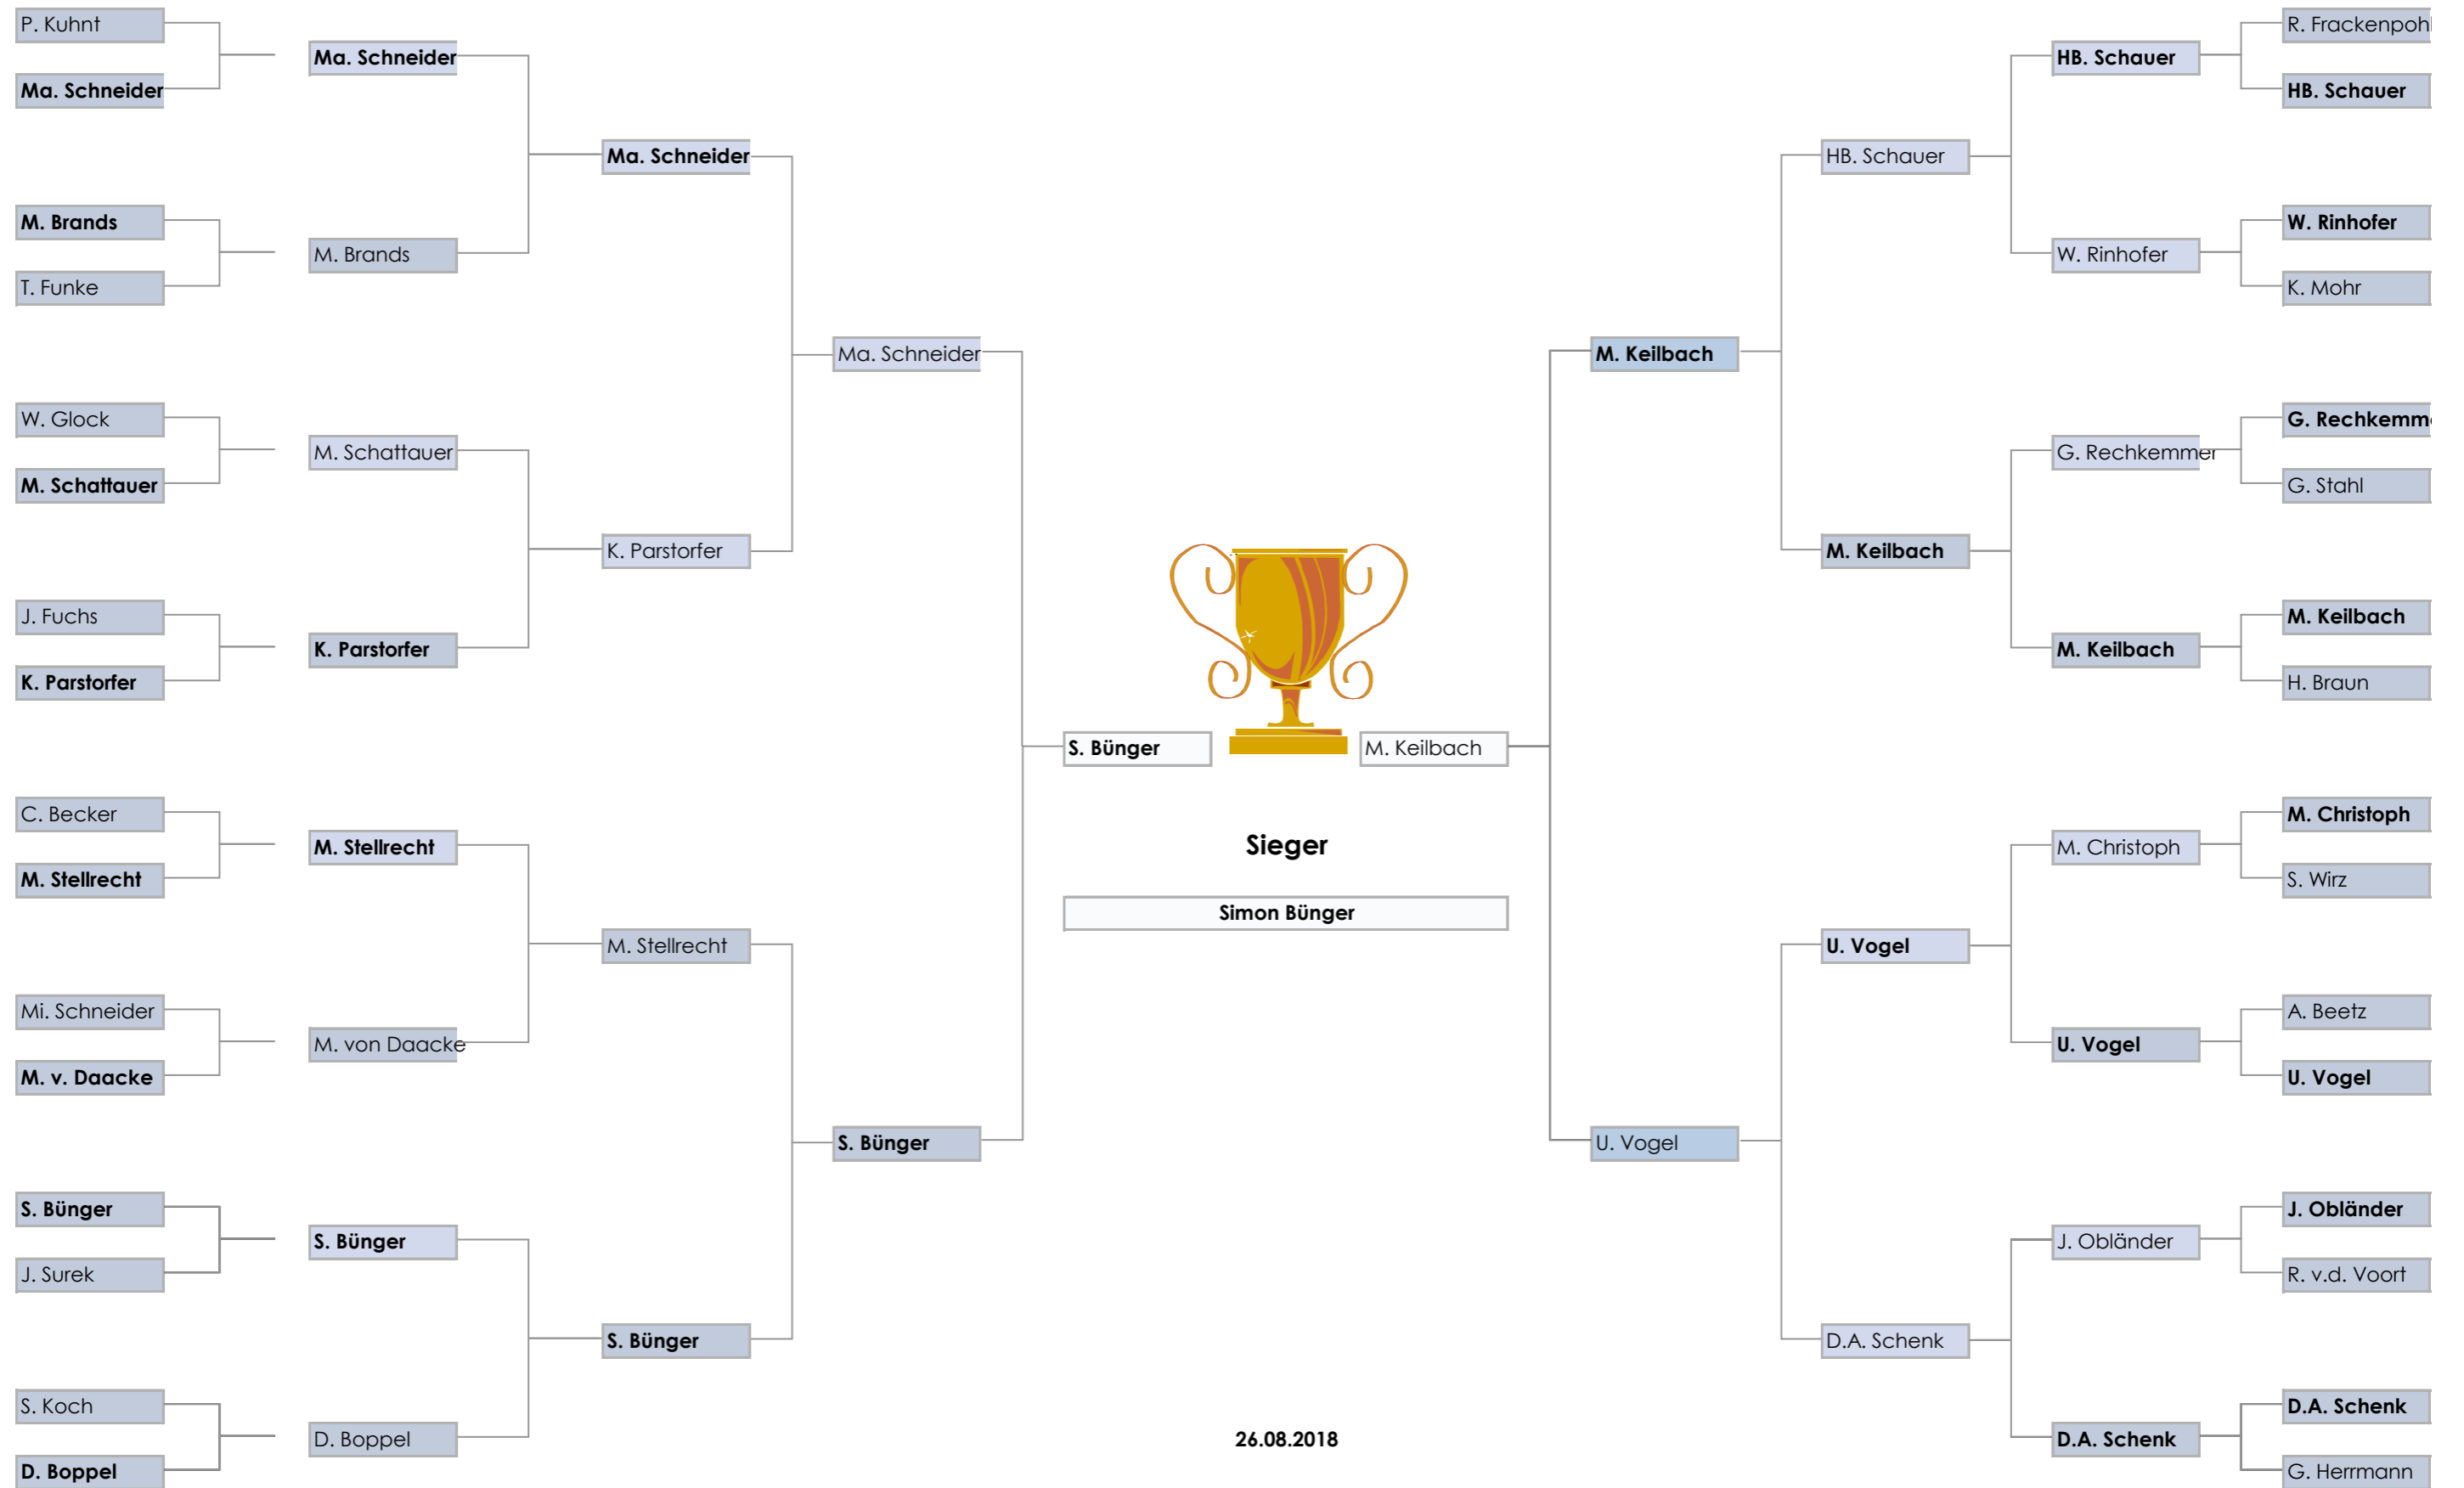 P. Kuhnt
Ma. Schneider
M. Brands
T. Funke
W. Glock
M. Schattauer
J. Fuchs
K. Parstorfer
C. Becker
M. Stellrecht
Mi. Schneider
M. v. Daacke
S. Bünger
J. Surek
S. Koch
D. Boppel
Ma. Schneider
M. Brands
M. Schattauer
K. Parstorfer
M. Stellrecht
M. von Daacke
S. Bünger
D. Boppel
Ma. Schneider
K. Parstorfer
M. Stellrecht
S. Bünger
Ma. Schneider
S. Bünger
S. Bünger
M. Keilbach
Sieger
Simon Bünger
26.08.2018
M. Keilbach
U. Vogel
HB. Schauer
M. Keilbach
U. Vogel
D.A. Schenk
HB. Schauer
W. Rinhofer
G. Rechkemmer
M. Keilbach
M. Christoph
U. Vogel
J. Obländer
D.A. Schenk
R. Frackenpohl
HB. Schauer
W. Rinhofer
K. Mohr
G. Rechkemm
G. Stahl
M. Keilbach
H. Braun
M. Christoph
S. Wirz
A. Beetz
U. Vogel
J. Obländer
R. v.d. Voort
D.A. Schenk
G. Herrmann